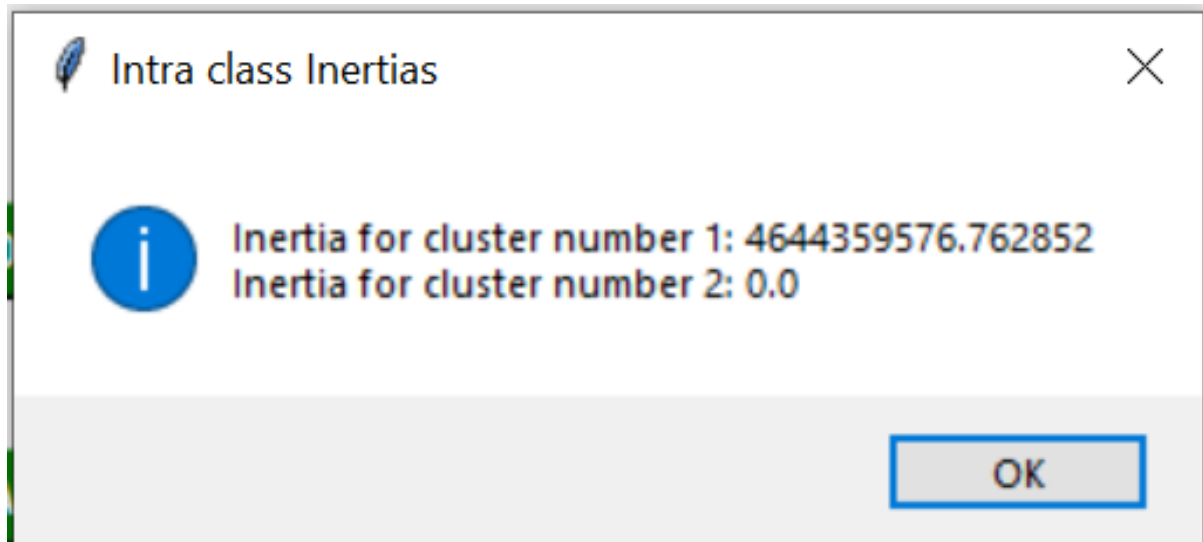 Intra class Inertias
Inertia for cluster number 1: 4644359576.762852
Inertia for cluster number 2: 0.0
OK